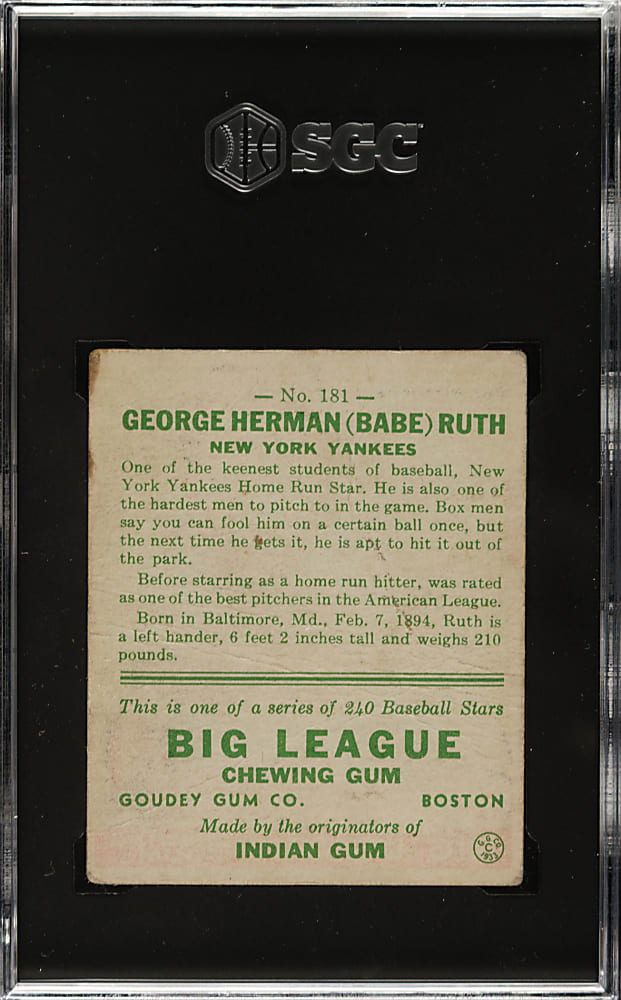 SGC
— No. 181 —
GEORGE HERMAN (BABE) RUTH
NEW YORK YANKEES
One of the keenest students of baseball, New
York Yankees Home Run Star. He is also one of
the hardest men to pitch to in the game. Box men
say you can fool him on a certain ball once, but
the next time he gets it, he is apt to hit it out of
the park.
Before starring as a home run hitter, was rated
as one of the best pitchers in the American League.
Born in Baltimore, Md., Feb. 7, 1894, Ruth is
a left hander, 6 feet 2 inches tall and weighs 210
pounds.
This is one of a series of 240 Baseball Stars
BIG LEAGUE
CHEWING GUM
GOUDEY GUM CO. BOSTON
Made by the originators of
INDIAN GUM
G. G. CO.
C
1933